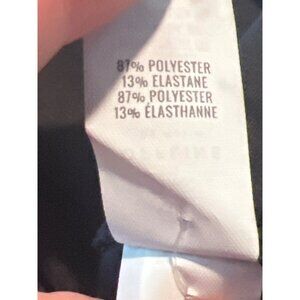 87% POLYESTER
13% ELASTANE
87% POLYESTER
13% ÉLASTHANNE